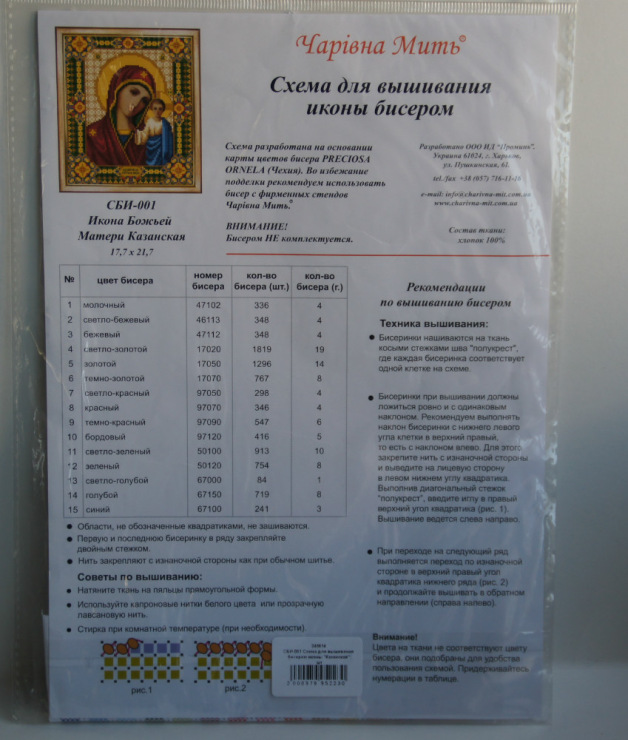 Чарівна Мить®
Схема для вышивания
иконы бисером
Схема разработана на основании
карты цветов бисера PRECIOSA
ORNELA (Чехия). Во избежание
подделки рекомендуем использовать
бисер с фирменных стендов
Чарівна Мить.®
ВНИМАНИЕ!
Бисером НЕ комплектуется.
Разработано ООО
Украина 61024, г. Харьков,
ул. Пушкинская, 61.
tel./fax +38 (057) 716-11-16
e-mail: info@charivna-mit.com.ua
www.charivna-mit.com.ua
Состав ткани:
хлопок 100%
СБИ-001
Икона Божьей
Матери Казанская
17,7 x 21,7
№ цвет бисера номер бисера кол-во бисера (шт.) кол-во бисера (г.)
1 молочный 47102 336 4
2 светло-бежевый 46113 348 4
3 бежевый 47112 348 4
4 светло-золотой 17020 1819 19
5 золотой 17050 1296 14
6 темно-золотой 17070 767 8
7 светло-красный 97050 298 4
8 красный 97070 346 4
9 темно-красный 97090 547 6
10 бордовый 97120 416 5
11 светло-зеленый 50100 913 10
12 зеленый 50120 754 8
13 светло-голубой 67000 84 1
14 голубой 67150 719 8
15 синий 67100 241 3
Области, не обозначенные квадратиками, не зашиваются.
Первую и последнюю бисеринку в ряду закрепляйте
двойным стежком.
Нить закрепляют с изнаночной стороны как при обычном шитье.
Советы по вышиванию:
Натяните ткань на пяльцы прямоугольной формы.
Используйте капроновые нитки белого цвета или прозрачную
лавсановую нить.
Стирка при комнатной температуре (при необходимости).
рис.1
рис.2
Рекомендации
по вышиванию бисером
Техника вышивания:
Бисеринки нашиваются на ткань
косыми стежками шва "полукрест",
где каждая бисеринка соответствует
одной клетке на схеме.
Бисеринки при вышивании должны
ложиться ровно и с одинаковым
наклоном. Рекомендуем выполнять
наклон бисеринки с нижнего левого
угла клетки в верхний правый,
то есть с наклоном влево. Для этого
закрепите нить с изнаночной стороны
и выведите на лицевую сторону
в левом нижнем углу квадратика.
Выполнив диагональный стежок
"полукрест", введите иглу в правый
верхний угол квадратика (рис. 1).
Вышивание ведется слева направо.
При переходе на следующий ряд
выполняется переход по изнаночной
стороне в верхний правый угол
квадратика нижнего ряда (рис. 2)
и продолжайте вышивать в обратном
направлении (справа налево).
Внимание!
Цвета на ткани не соответствуют цвету
бисера, они подобраны для удобства
пользования схемой. Придерживайтесь
нумерации в таблице.
СБИ-001 Схема для вышивания
бисером